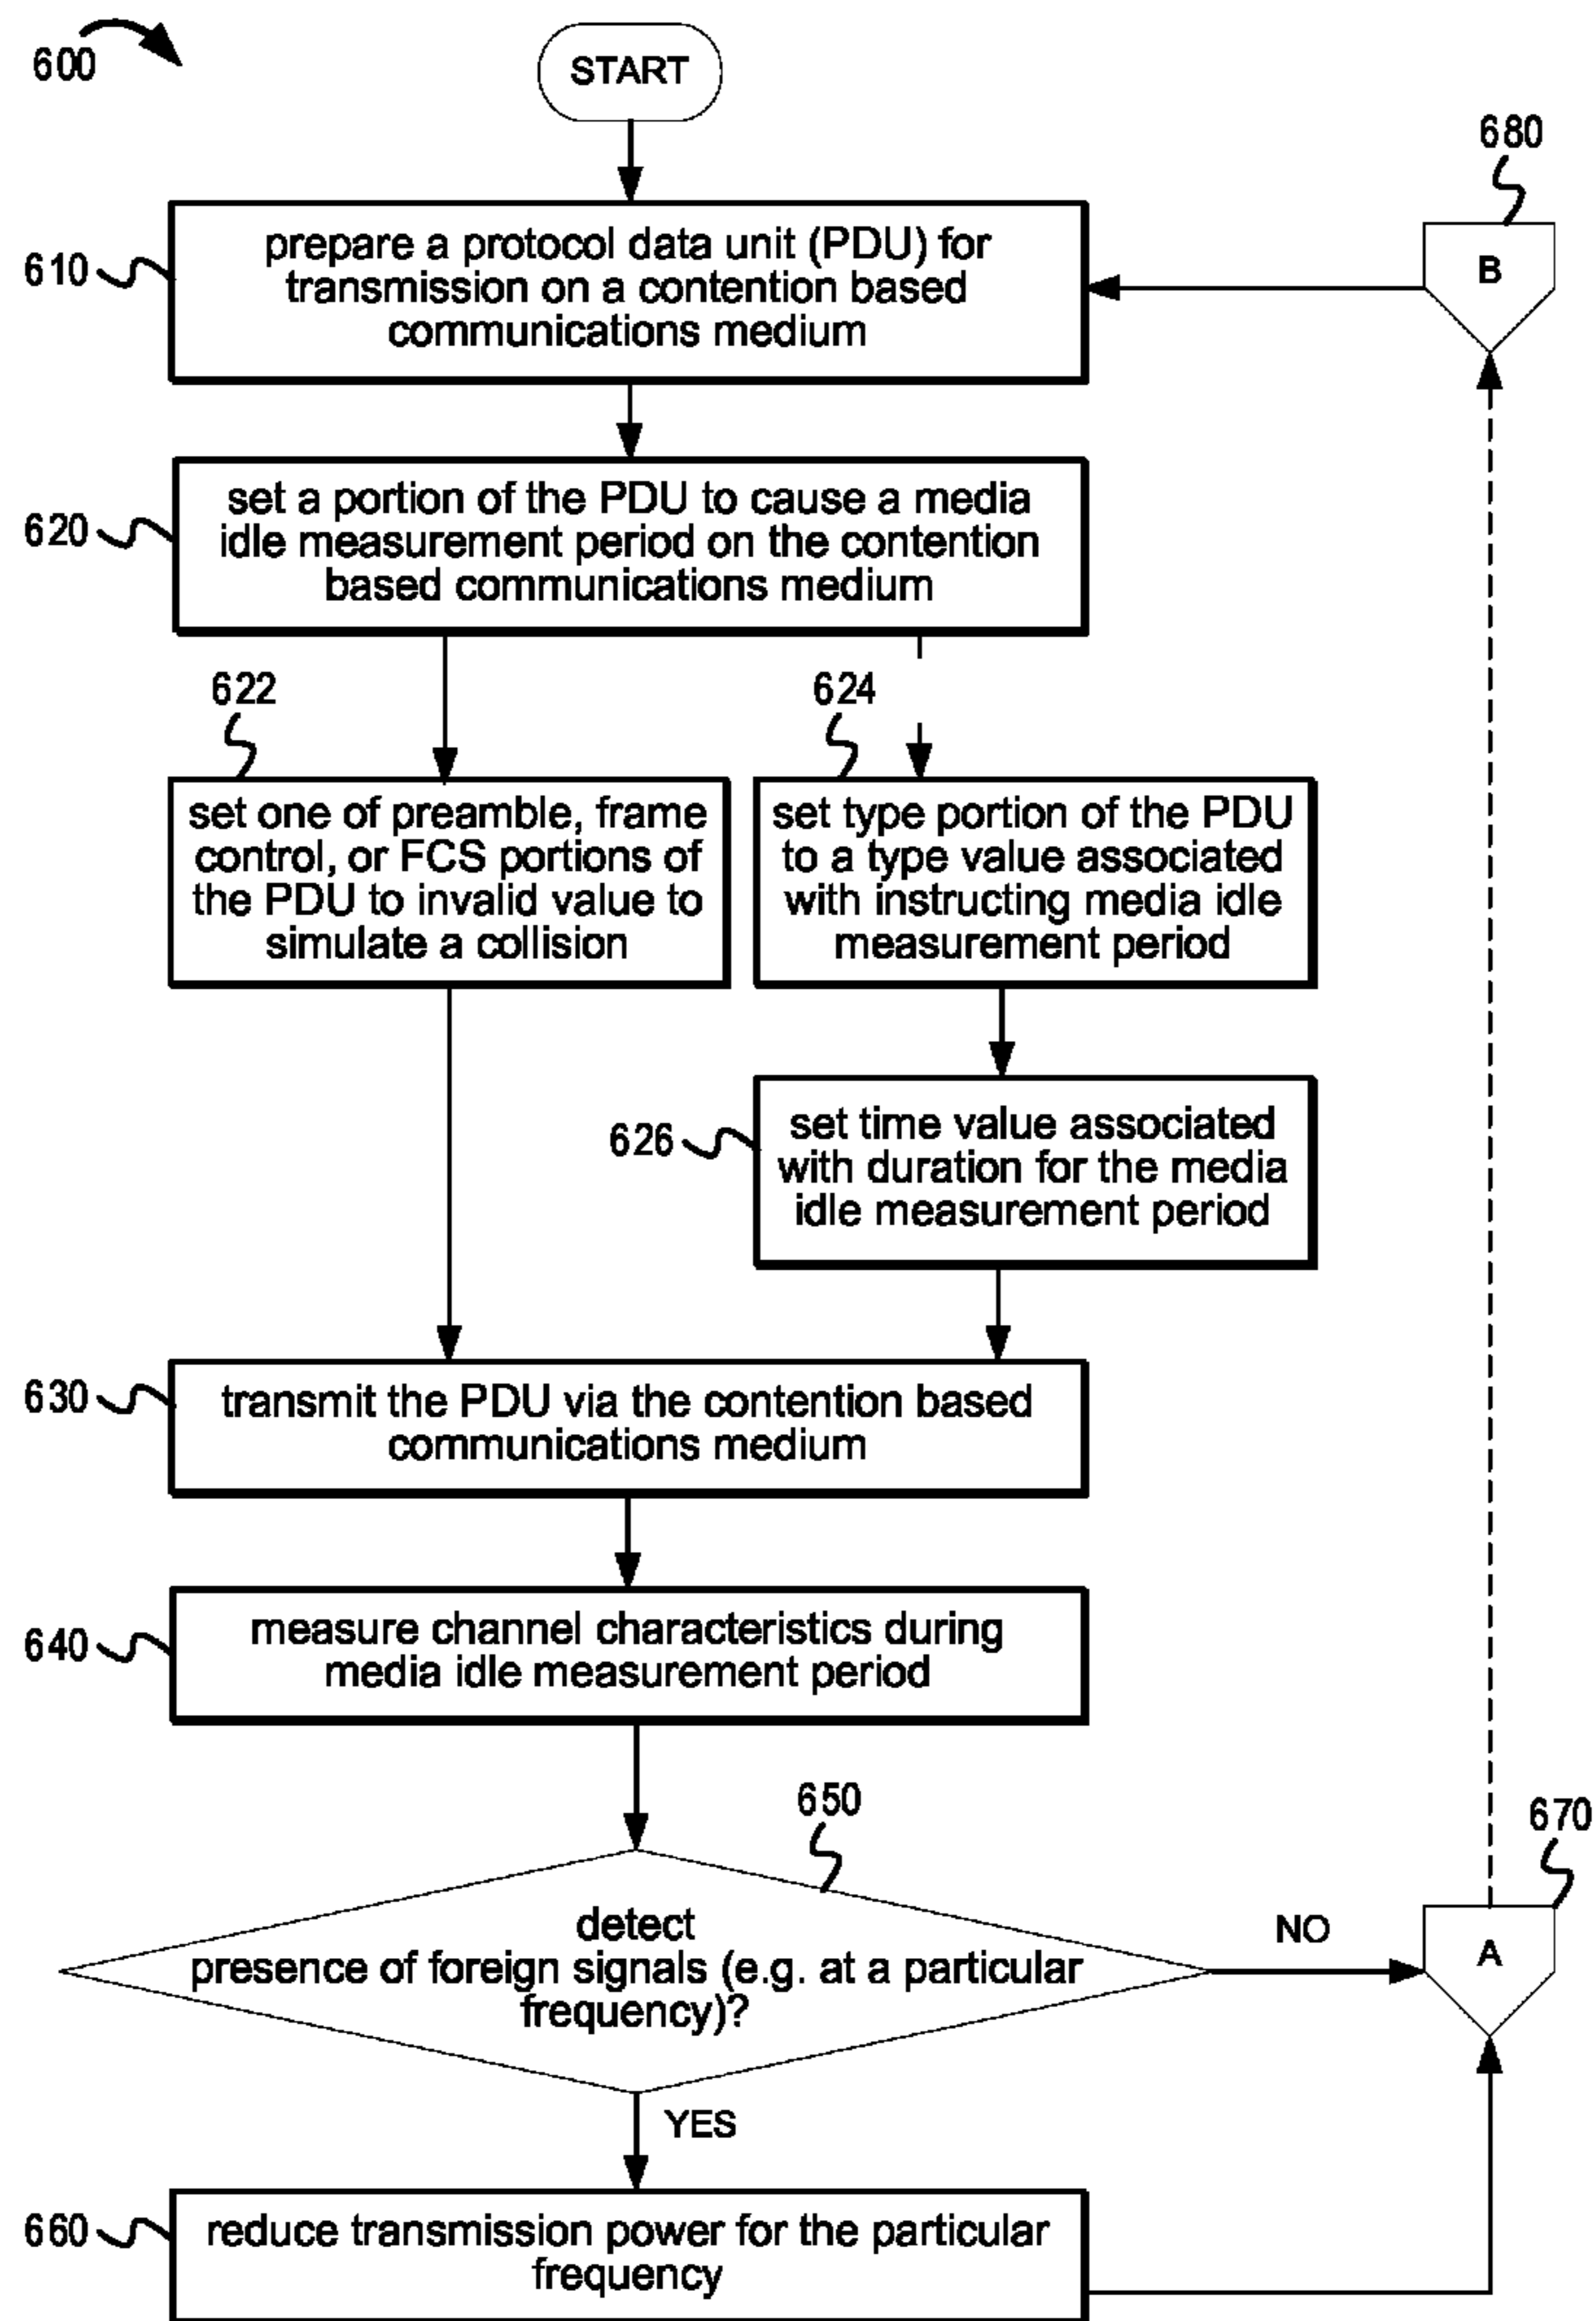 600
START
680
B
610
prepare a protocol data unit (PDU) for
transmission on a contention based
communications medium
620
set a portion of the PDU to cause a media
idle measurement period on the contention
based communications medium
622
624
set one of preamble, frame
control, or FCS portions of
the PDU to invalid value to
simulate a collision
set type portion of the PDU
to a type value associated
with instructing media idle
measurement period
626
set time value associated
with duration for the media
idle measurement period
630
transmit the PDU via the contention based
communications medium
640
measure channel characteristics during
media idle measurement period
650
670
detect
presence of foreign signals (e.g. at a particular
frequency)?
NO
A
YES
660
reduce transmission power for the particular
frequency